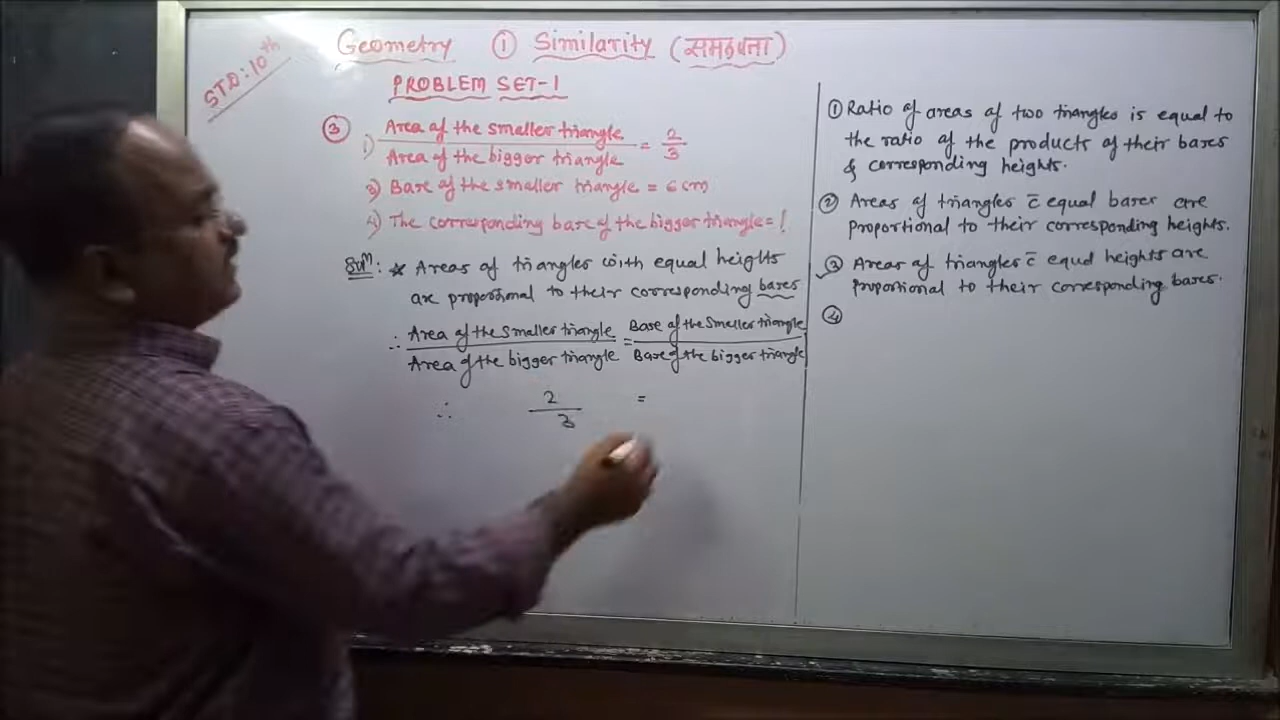 STD: 10th
Geometry ① Similarity (समरूपता)
PROBLEM SET-1
③ 1) Area of the smaller triangle / Area of the bigger triangle = 2/3
3) Base of the smaller triangle = 6 cm
4) The corresponding base of the bigger triangle = ?
Solⁿ: * Areas of triangles with equal heights
are proportional to their corresponding bases
∴ Area of the smaller triangle / Area of the bigger triangle = Base of the smaller triangle / Base of the bigger triangle
∴ 2/3 =
① Ratio of areas of two triangles is equal to
the ratio of the products of their bases
& corresponding heights.
② Areas of triangles c̄ equal bases are
proportional to their corresponding heights.
③ Areas of triangles c̄ equal heights are
proportional to their corresponding bases.
④